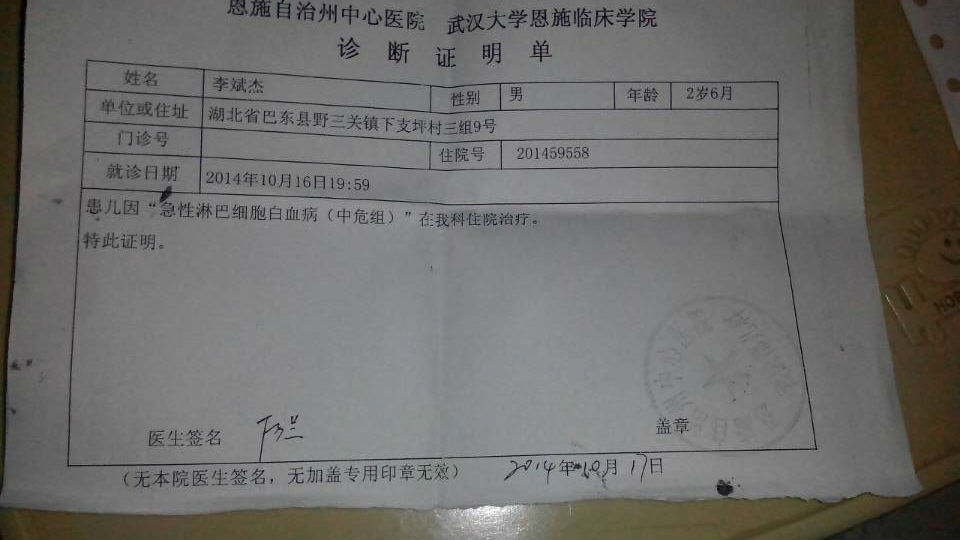 恩施自治州中心医院 武汉大学恩施临床学院
诊断证明单
姓名 李斌杰 性别 男 年龄 2岁6月
单位或住址 湖北省巴东县野三关镇下支坪村三组9号
门诊号 住院号 201459558
就诊日期 2014年10月16日19:59
患儿因“急性淋巴细胞白血病（中危组）”在我科住院治疗。
特此证明。
医生签名 盖章
（无本院医生签名，无加盖专用印章无效） 2014年10月17日